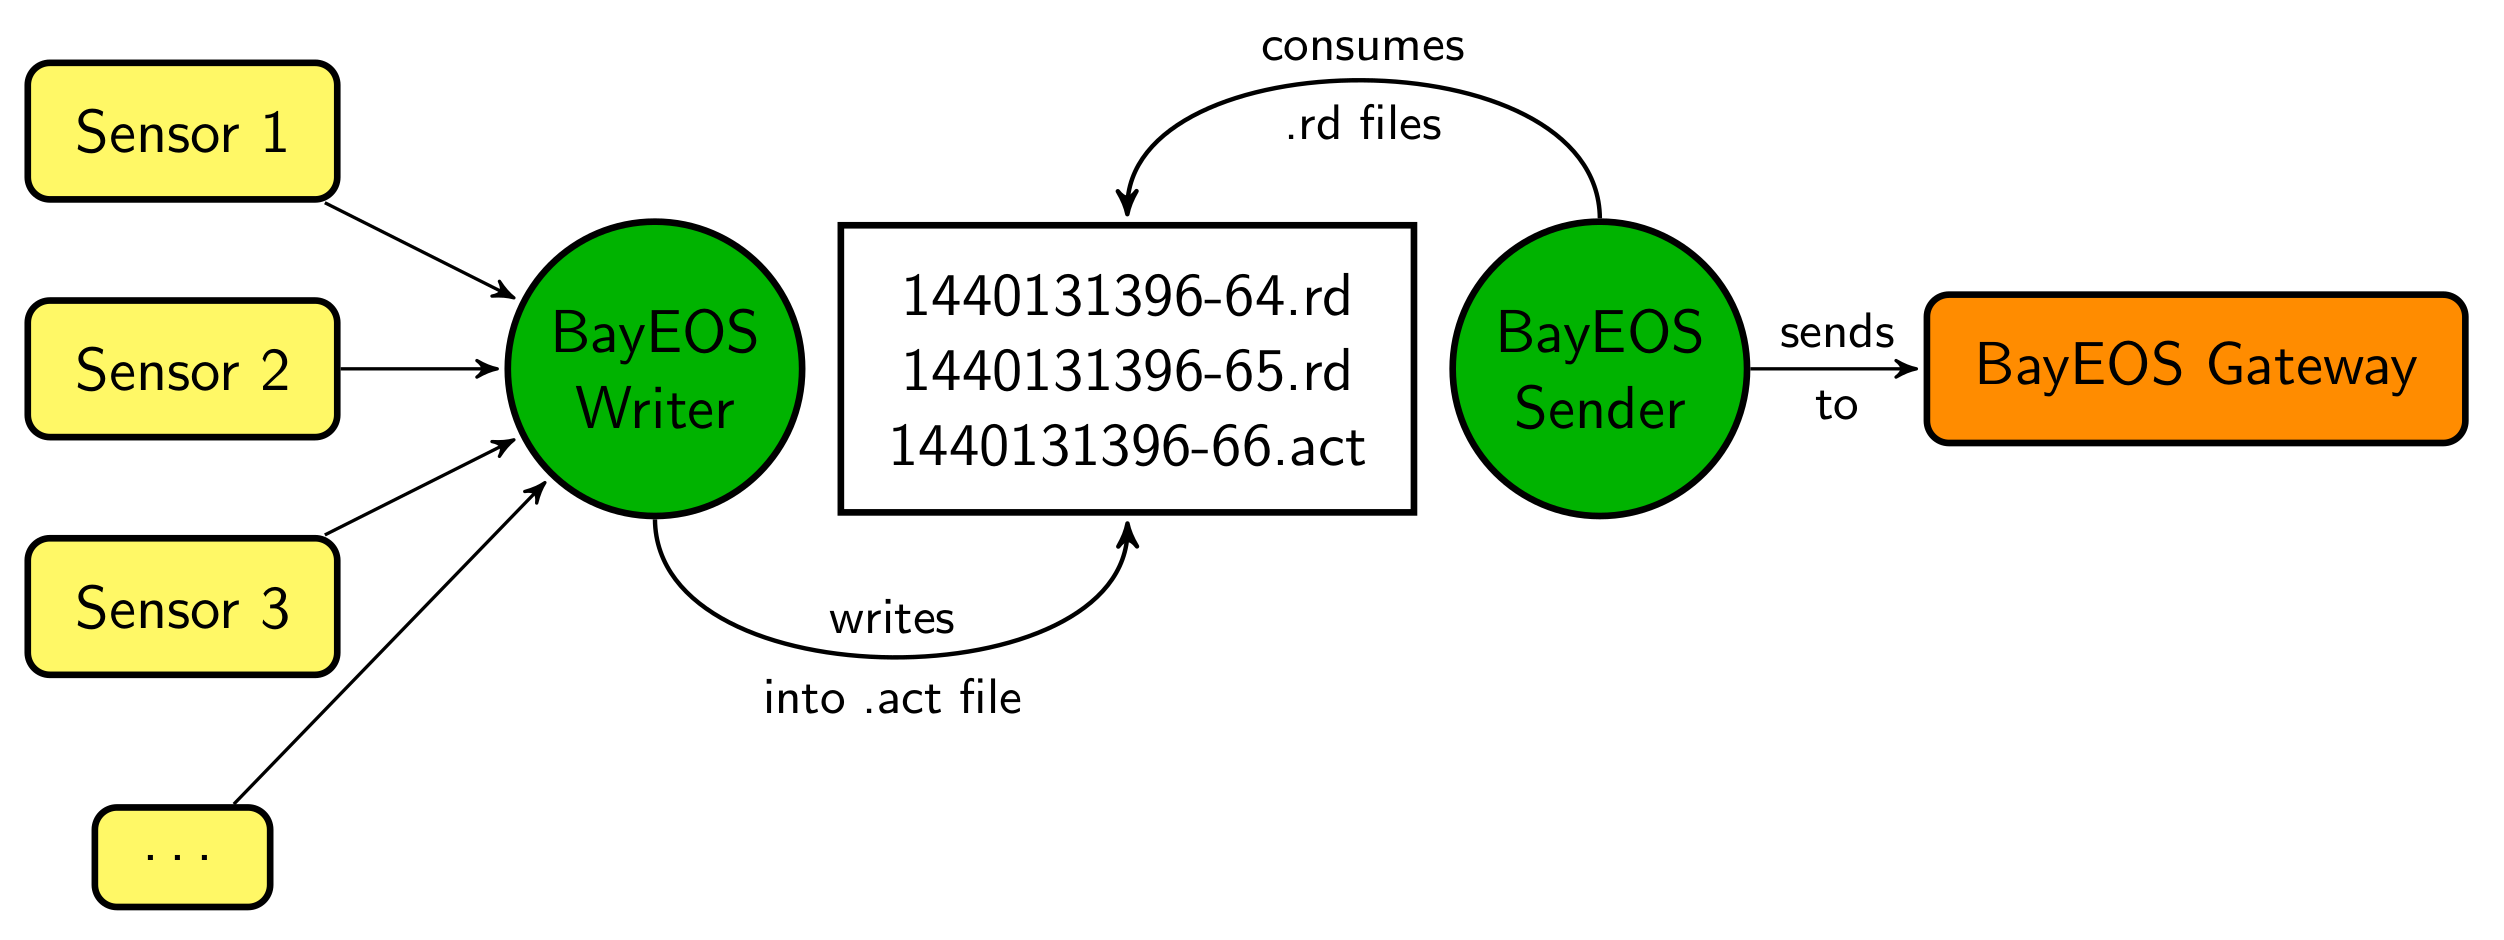 Sensor 1
Sensor 2
Sensor 3
. . .
BayEOS
Writer
writes
into .act file
1440131396-64.rd
1440131396-65.rd
1440131396-66.act
consumes
.rd files
BayEOS
Sender
sends
to
BayEOS Gateway